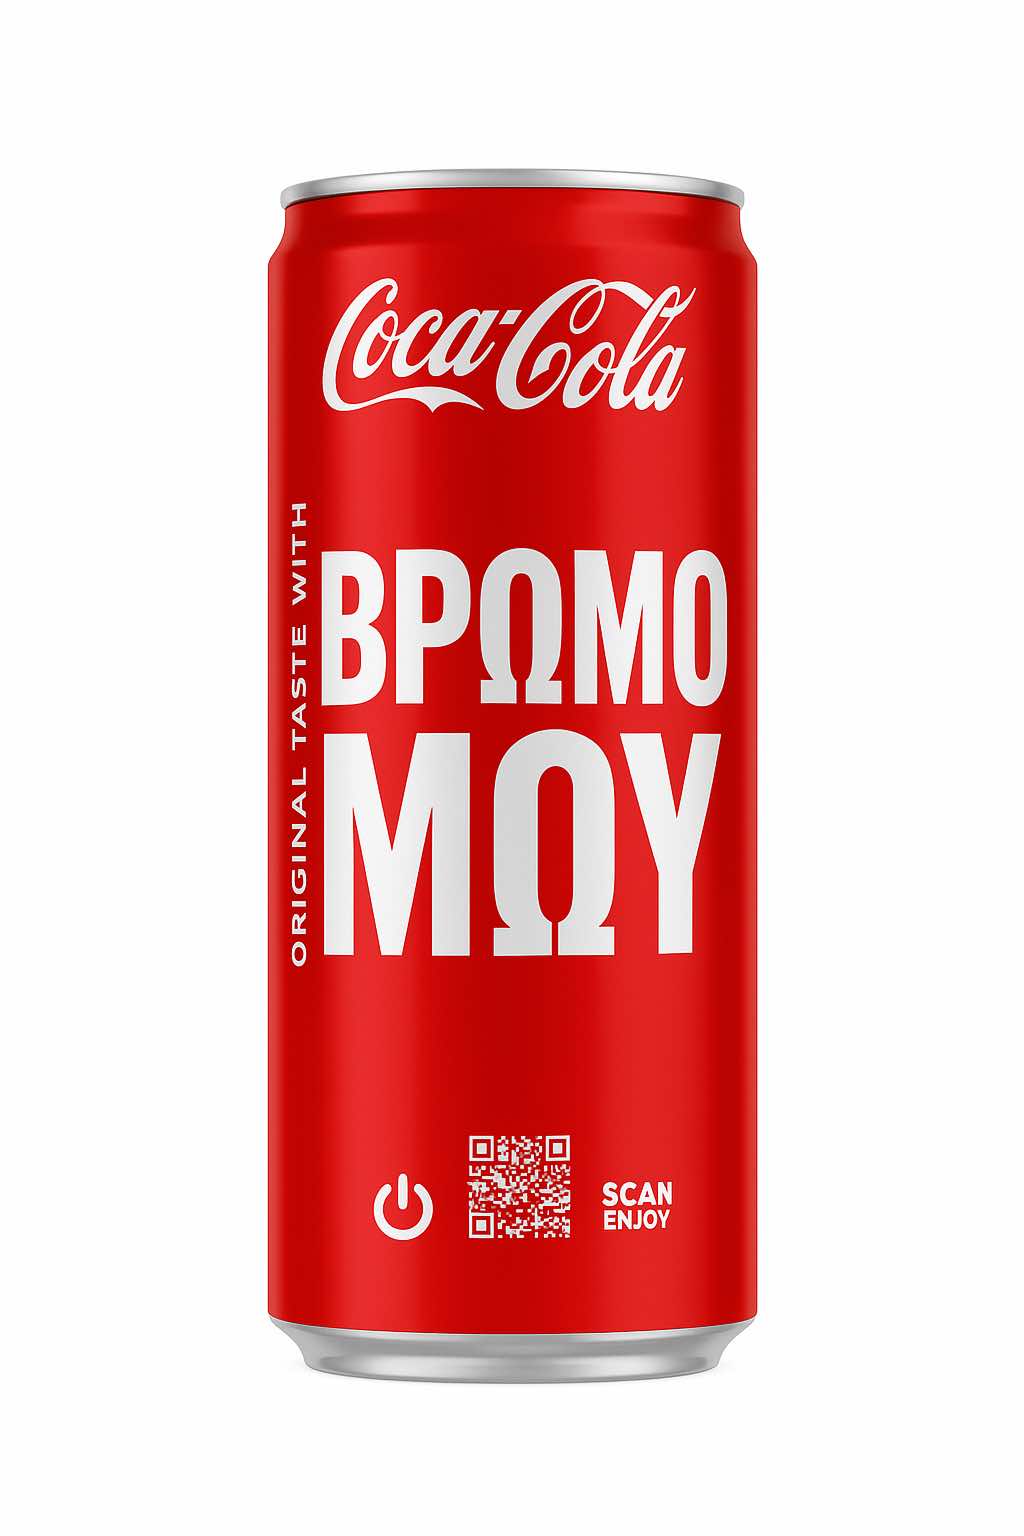 Coca-Cola
ORIGINAL TASTE WITH
ΒΡΩΜΟ
ΜΩΥ
SCAN
ENJOY